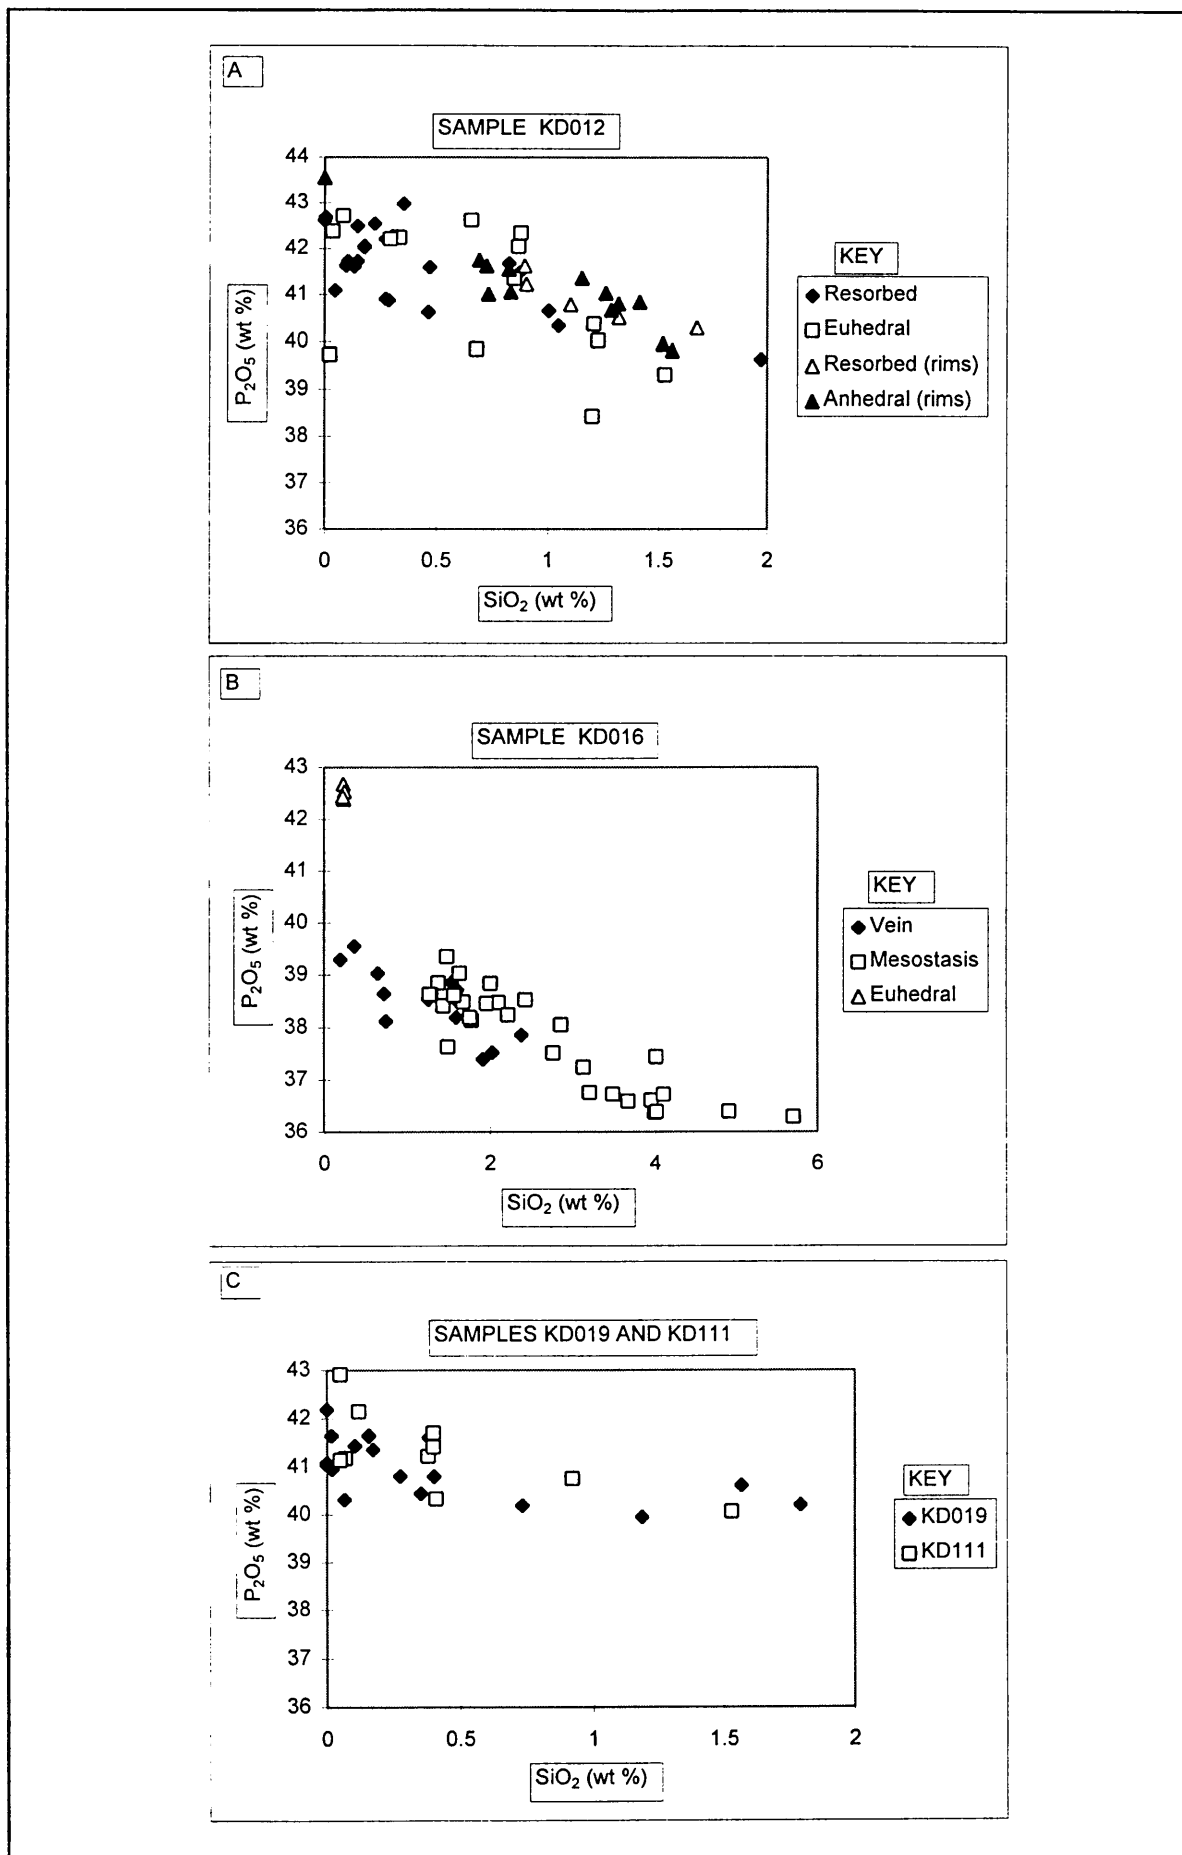 A
SAMPLE KD012
44
43
42
41
40
39
38
37
36
P₂O₅ (wt %)
0 0.5 1 1.5 2
SiO₂ (wt %)
KEY
Resorbed
Euhedral
Resorbed (rims)
Anhedral (rims)
B
SAMPLE KD016
43
42
41
40
39
38
37
36
P₂O₅ (wt %)
0 2 4 6
SiO₂ (wt %)
KEY
Vein
Mesostasis
Euhedral
C
SAMPLES KD019 AND KD111
43
42
41
40
39
38
37
36
P₂O₅ (wt %)
0 0.5 1 1.5 2
SiO₂ (wt %)
KEY
KD019
KD111